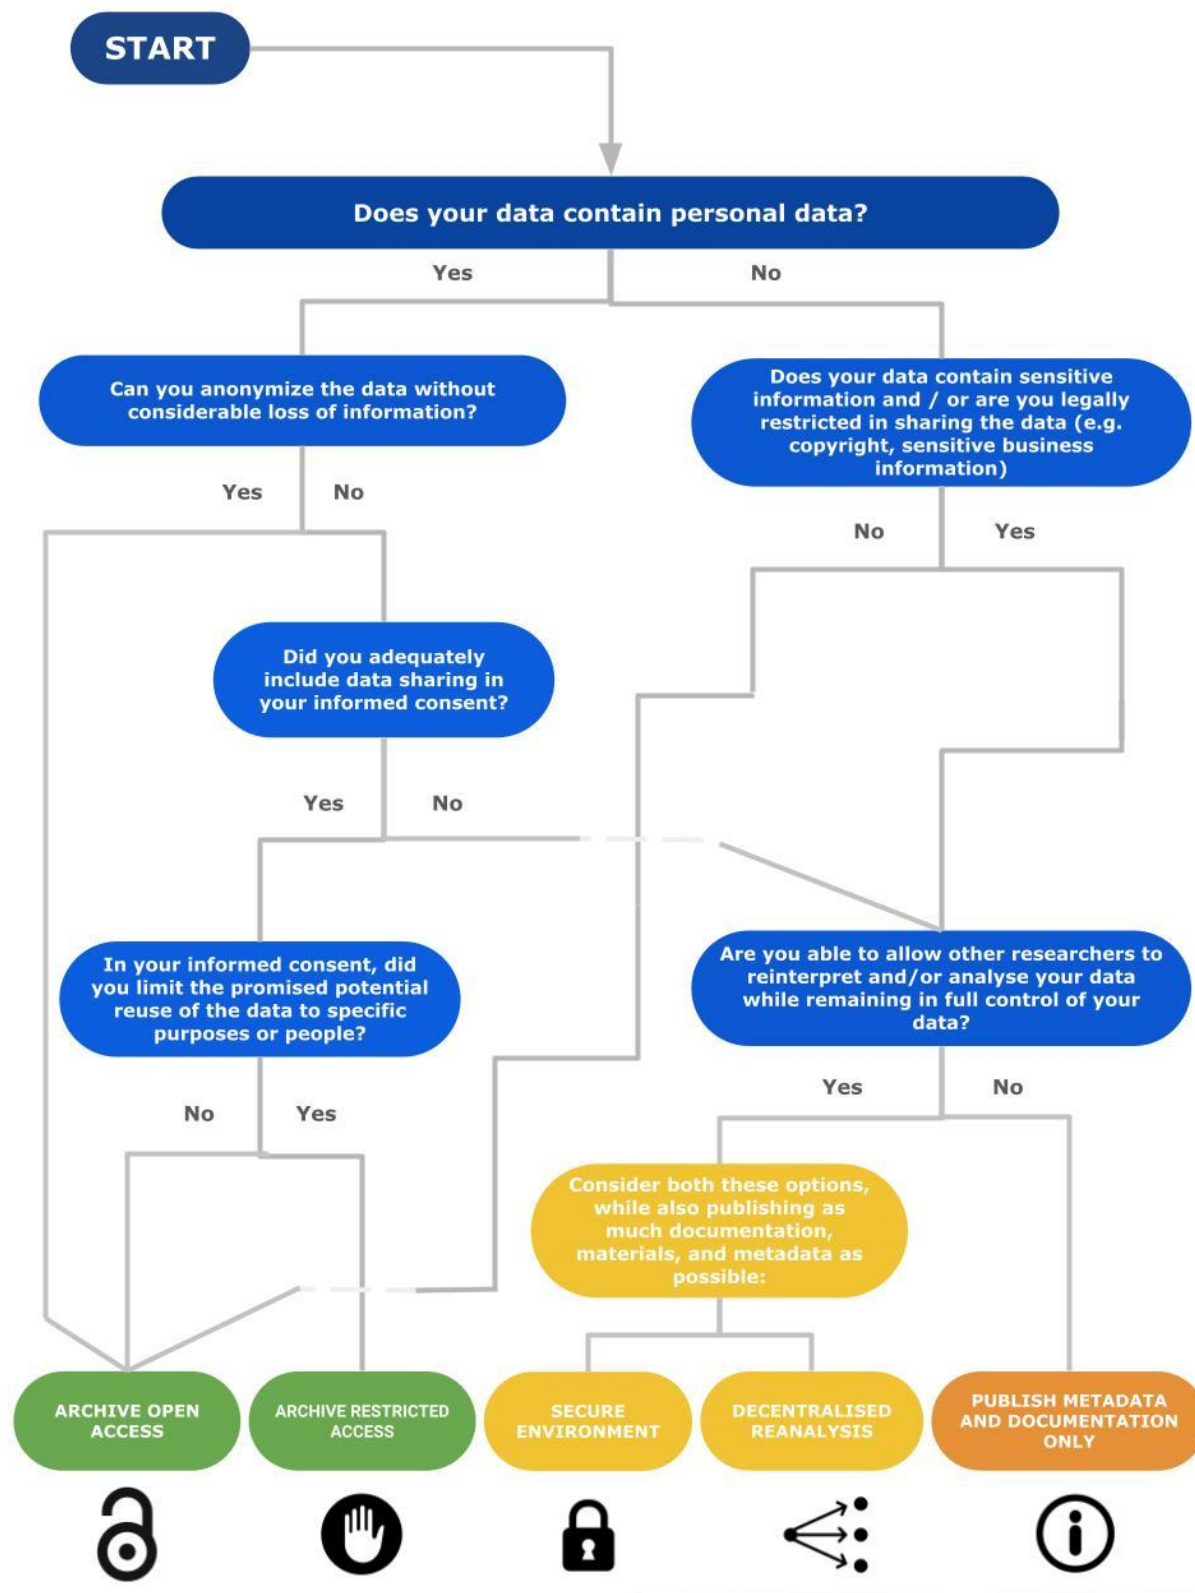 START
Does your data contain personal data?
Yes
No
Can you anonymize the data without
considerable loss of information?
Does your data contain sensitive
information and / or are you legally
restricted in sharing the data (e.g.
copyright, sensitive business
information)
Yes
No
No
Yes
Did you adequately
include data sharing in
your informed consent?
Yes
No
In your informed consent, did
you limit the promised potential
reuse of the data to specific
purposes or people?
Are you able to allow other researchers to
reinterpret and/or analyse your data
while remaining in full control of your
data?
No
Yes
Yes
No
Consider both these options,
while also publishing as
much documentation,
materials, and metadata as
possible:
ARCHIVE OPEN
ACCESS
ARCHIVE RESTRICTED
ACCESS
SECURE
ENVIRONMENT
DECENTRALISED
REANALYSIS
PUBLISH METADATA
AND DOCUMENTATION
ONLY